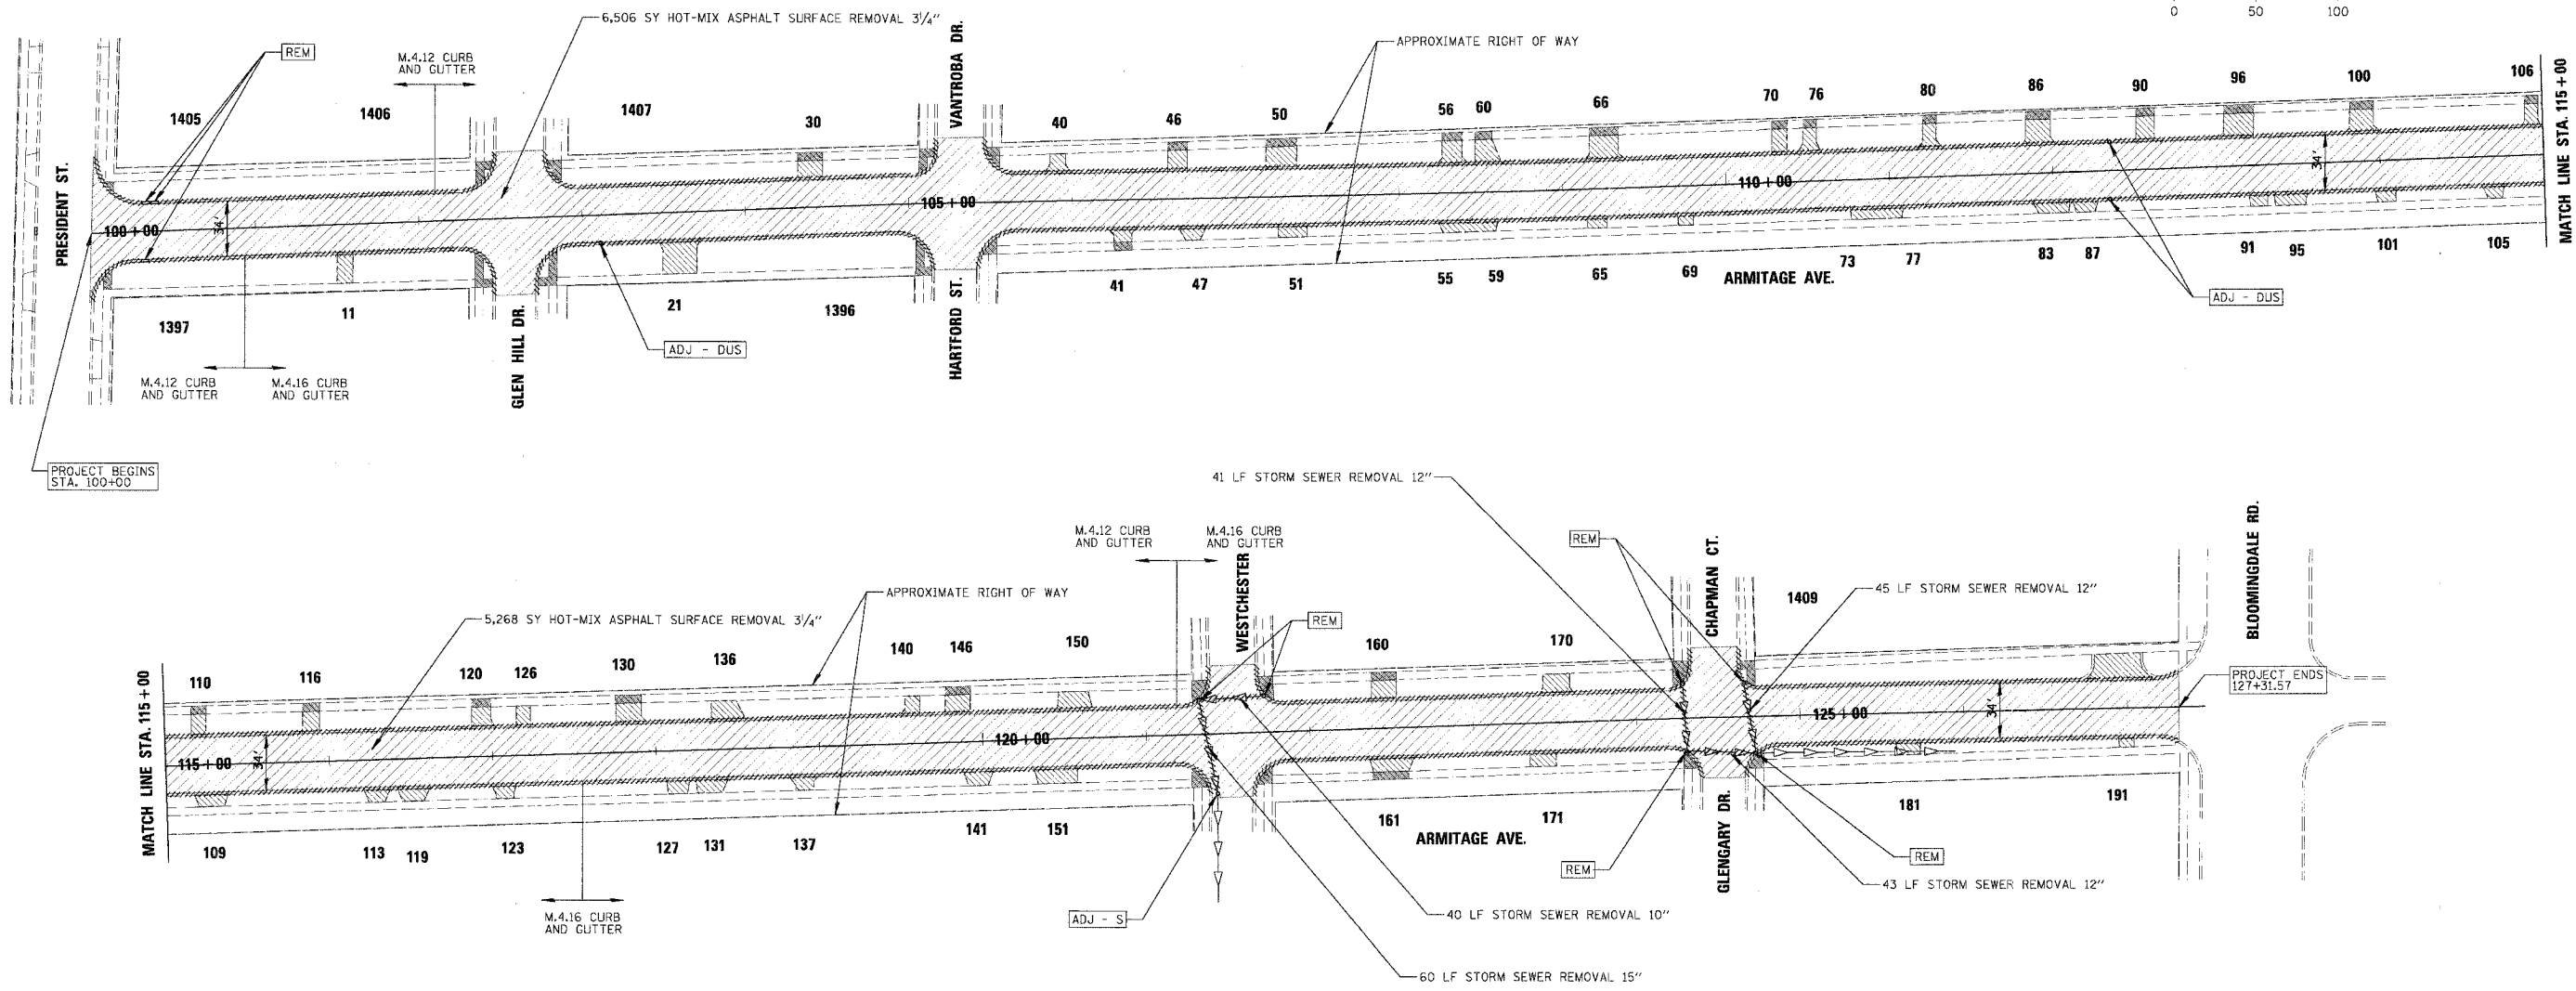 0 50 100
6,506 SY HOT-MIX ASPHALT SURFACE REMOVAL 3¼"
REM
M.4.12 CURB
AND GUTTER
VANTROBA DR.
APPROXIMATE RIGHT OF WAY
1405 1406 1407 30 40 46 50 56 60 66 70 76 80 86 90 96 100 106
PRESIDENT ST.
100+00
34'
105+00
110+00
34'
MATCH LINE STA. 115+00
1397 11 21 1396 41 47 51 55 59 65 69 73 77 83 87 91 95 101 105
ARMITAGE AVE.
GLEN HILL DR.
HARTFORD ST.
ADJ - DUS
ADJ - DUS
M.4.12 CURB
AND GUTTER
M.4.16 CURB
AND GUTTER
PROJECT BEGINS
STA. 100+00
41 LF STORM SEWER REMOVAL 12"
M.4.12 CURB
AND GUTTER
M.4.16 CURB
AND GUTTER
WESTCHESTER
REM
CHAPMAN CT.
BLOOMINGDALE RD.
APPROXIMATE RIGHT OF WAY
5,268 SY HOT-MIX ASPHALT SURFACE REMOVAL 3¼"
REM
45 LF STORM SEWER REMOVAL 12"
1409
110 116 120 126 130 136 140 146 150 160 170
PROJECT ENDS
127+31.57
MATCH LINE STA. 115+00
115+00
34'
120+00
125+00
34'
109 113 119 123 127 131 137 141 151 161 171 181 191
ARMITAGE AVE.
GLENGARY DR.
REM
REM
43 LF STORM SEWER REMOVAL 12"
M.4.16 CURB
AND GUTTER
ADJ - S
40 LF STORM SEWER REMOVAL 10"
60 LF STORM SEWER REMOVAL 15"